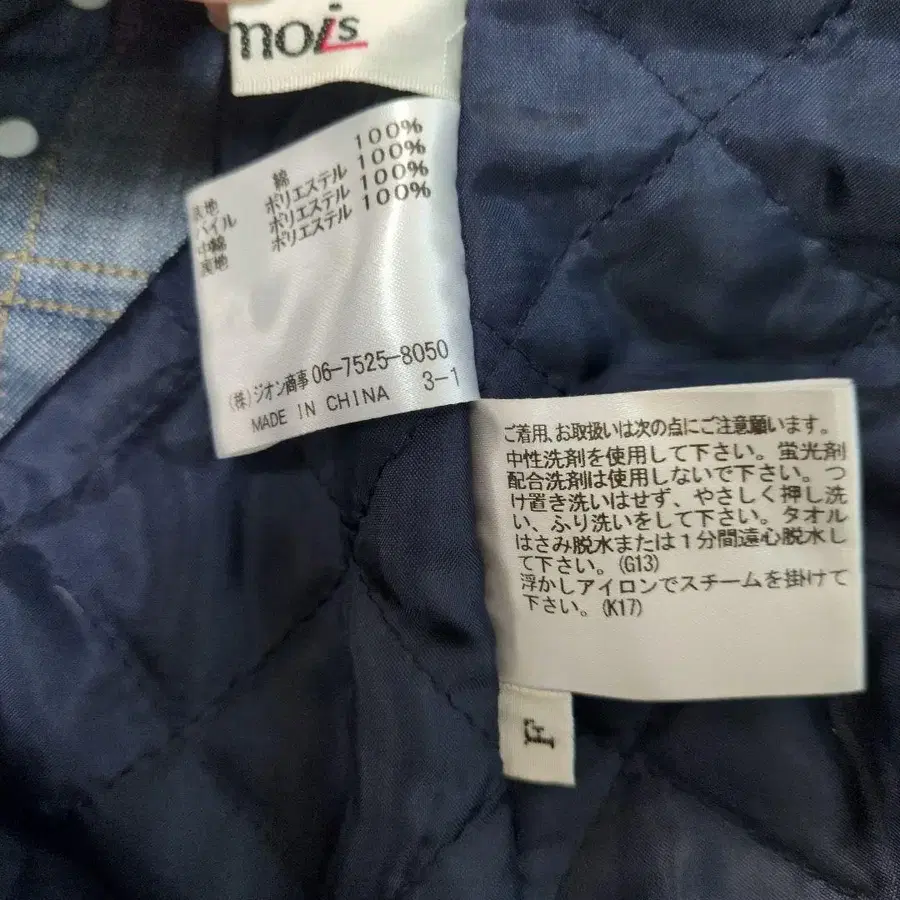 mois
表地 綿 100%
パイル ポリエステル 100%
中綿 ポリエステル 100%
裏地 ポリエステル 100%
(株)ジオン商事 06-7525-8050
MADE IN CHINA 3-1
ご着用、お取扱いは次の点にご注意願います。
中性洗剤を使用して下さい。蛍光剤
配合洗剤は使用しないで下さい。つ
け置き洗いはせず、やさしく押し洗
い、ふり洗いをして下さい。タオル
はさみ脱水または1分間遠心脱水し
て下さい。(G13)
浮かしアイロンでスチームを掛けて
下さい。(K17)
F